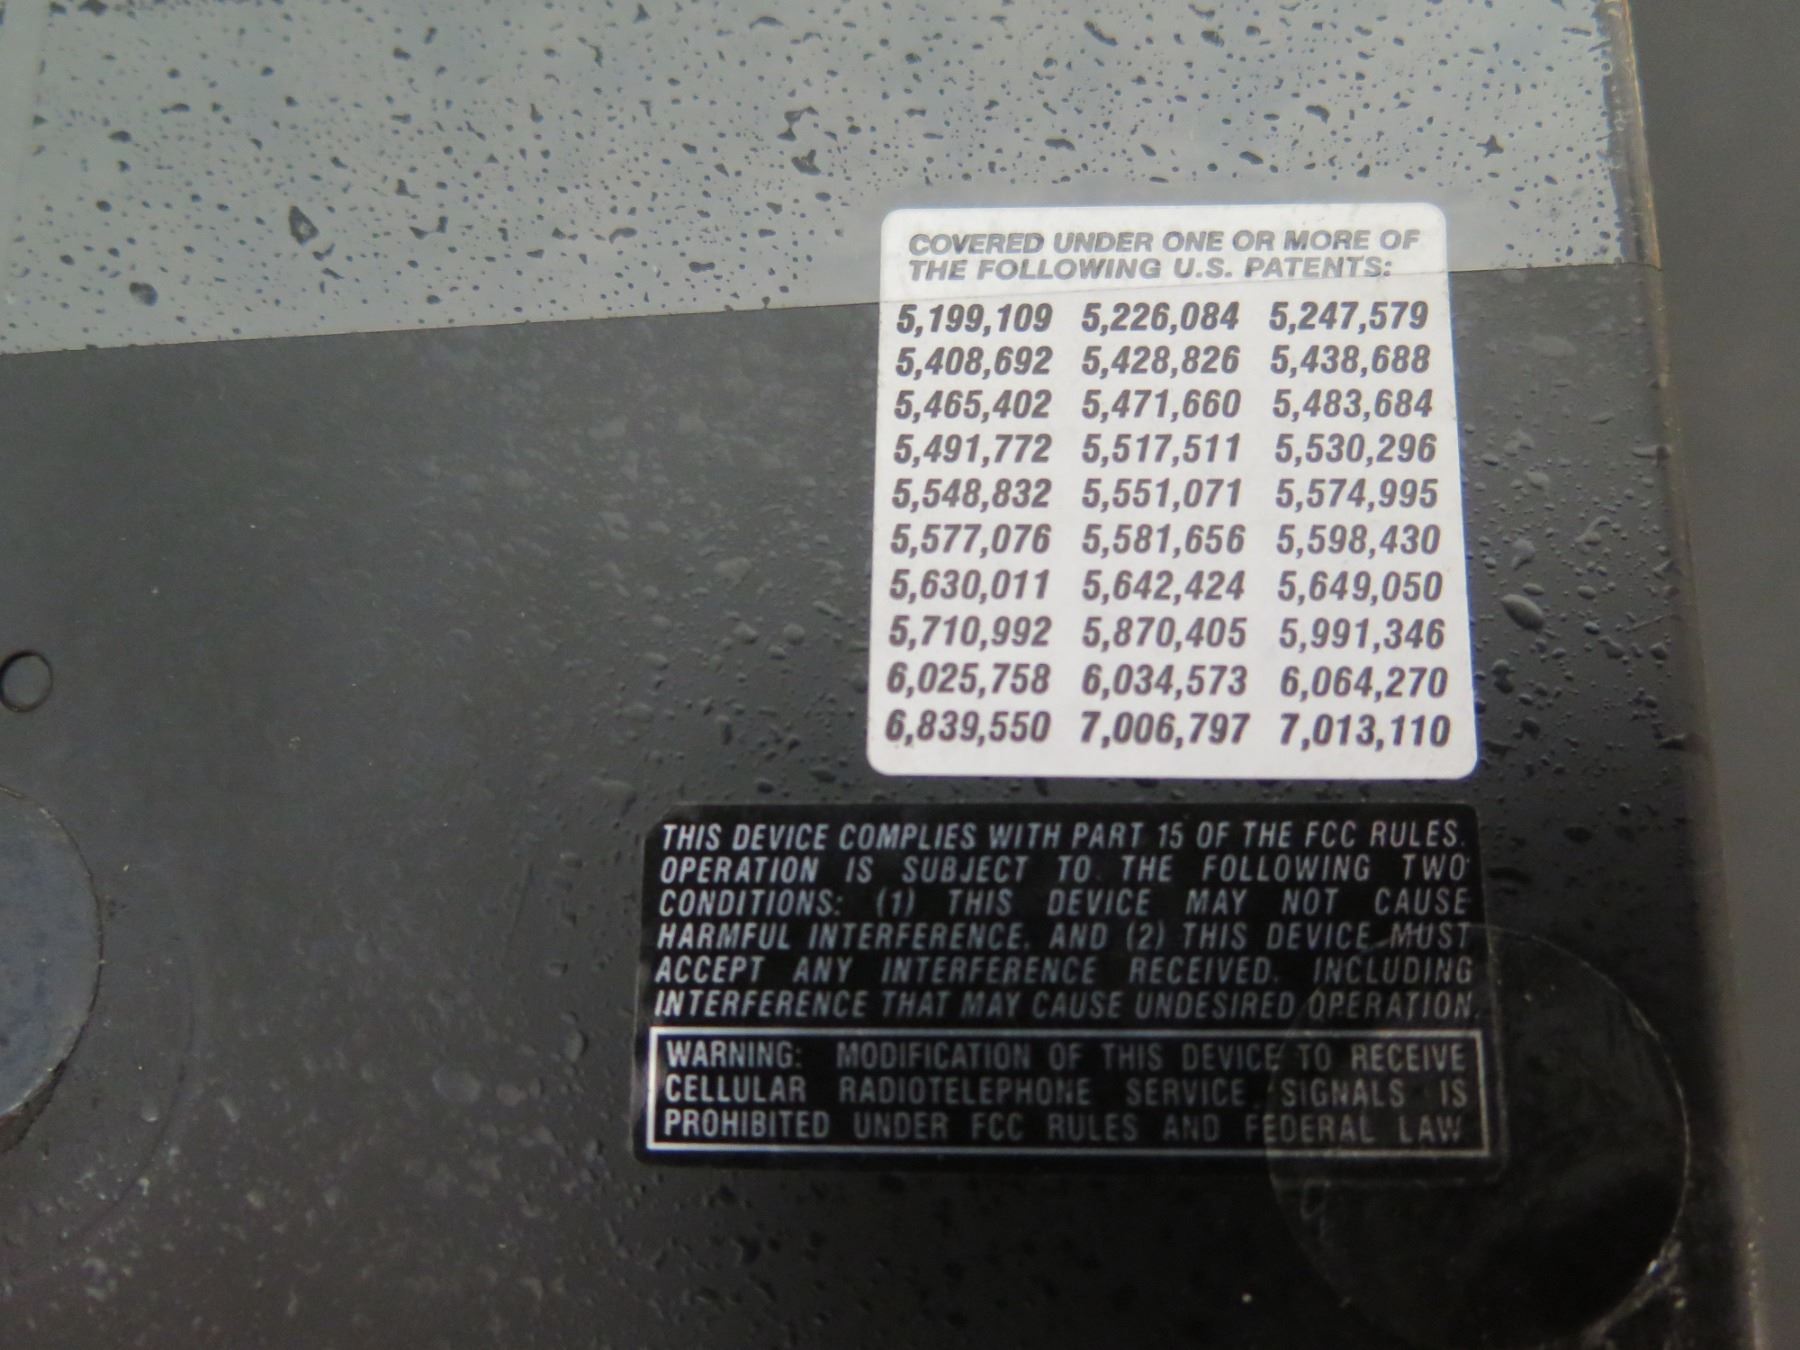 COVERED UNDER ONE OR MORE OF
THE FOLLOWING U.S. PATENTS:
5,199,109 5,226,084 5,247,579
5,408,692 5,428,826 5,438,688
5,465,402 5,471,660 5,483,684
5,491,772 5,517,511 5,530,296
5,548,832 5,551,071 5,574,995
5,577,076 5,581,656 5,598,430
5,630,011 5,642,424 5,649,050
5,710,992 5,870,405 5,991,346
6,025,758 6,034,573 6,064,270
6,839,550 7,006,797 7,013,110
THIS DEVICE COMPLIES WITH PART 15 OF THE FCC RULES.
OPERATION IS SUBJECT TO THE FOLLOWING TWO
CONDITIONS: (1) THIS DEVICE MAY NOT CAUSE
HARMFUL INTERFERENCE, AND (2) THIS DEVICE MUST
ACCEPT ANY INTERFERENCE RECEIVED, INCLUDING
INTERFERENCE THAT MAY CAUSE UNDESIRED OPERATION.
WARNING: MODIFICATION OF THIS DEVICE TO RECEIVE
CELLULAR RADIOTELEPHONE SERVICE SIGNALS IS
PROHIBITED UNDER FCC RULES AND FEDERAL LAW